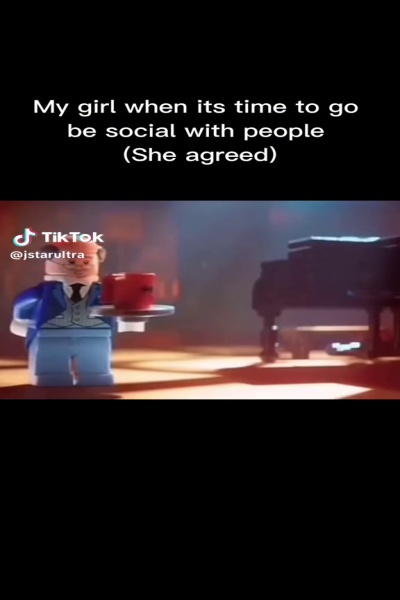 My girl when its time to go
be social with people
(She agreed)
TikTok
@jstarultra_